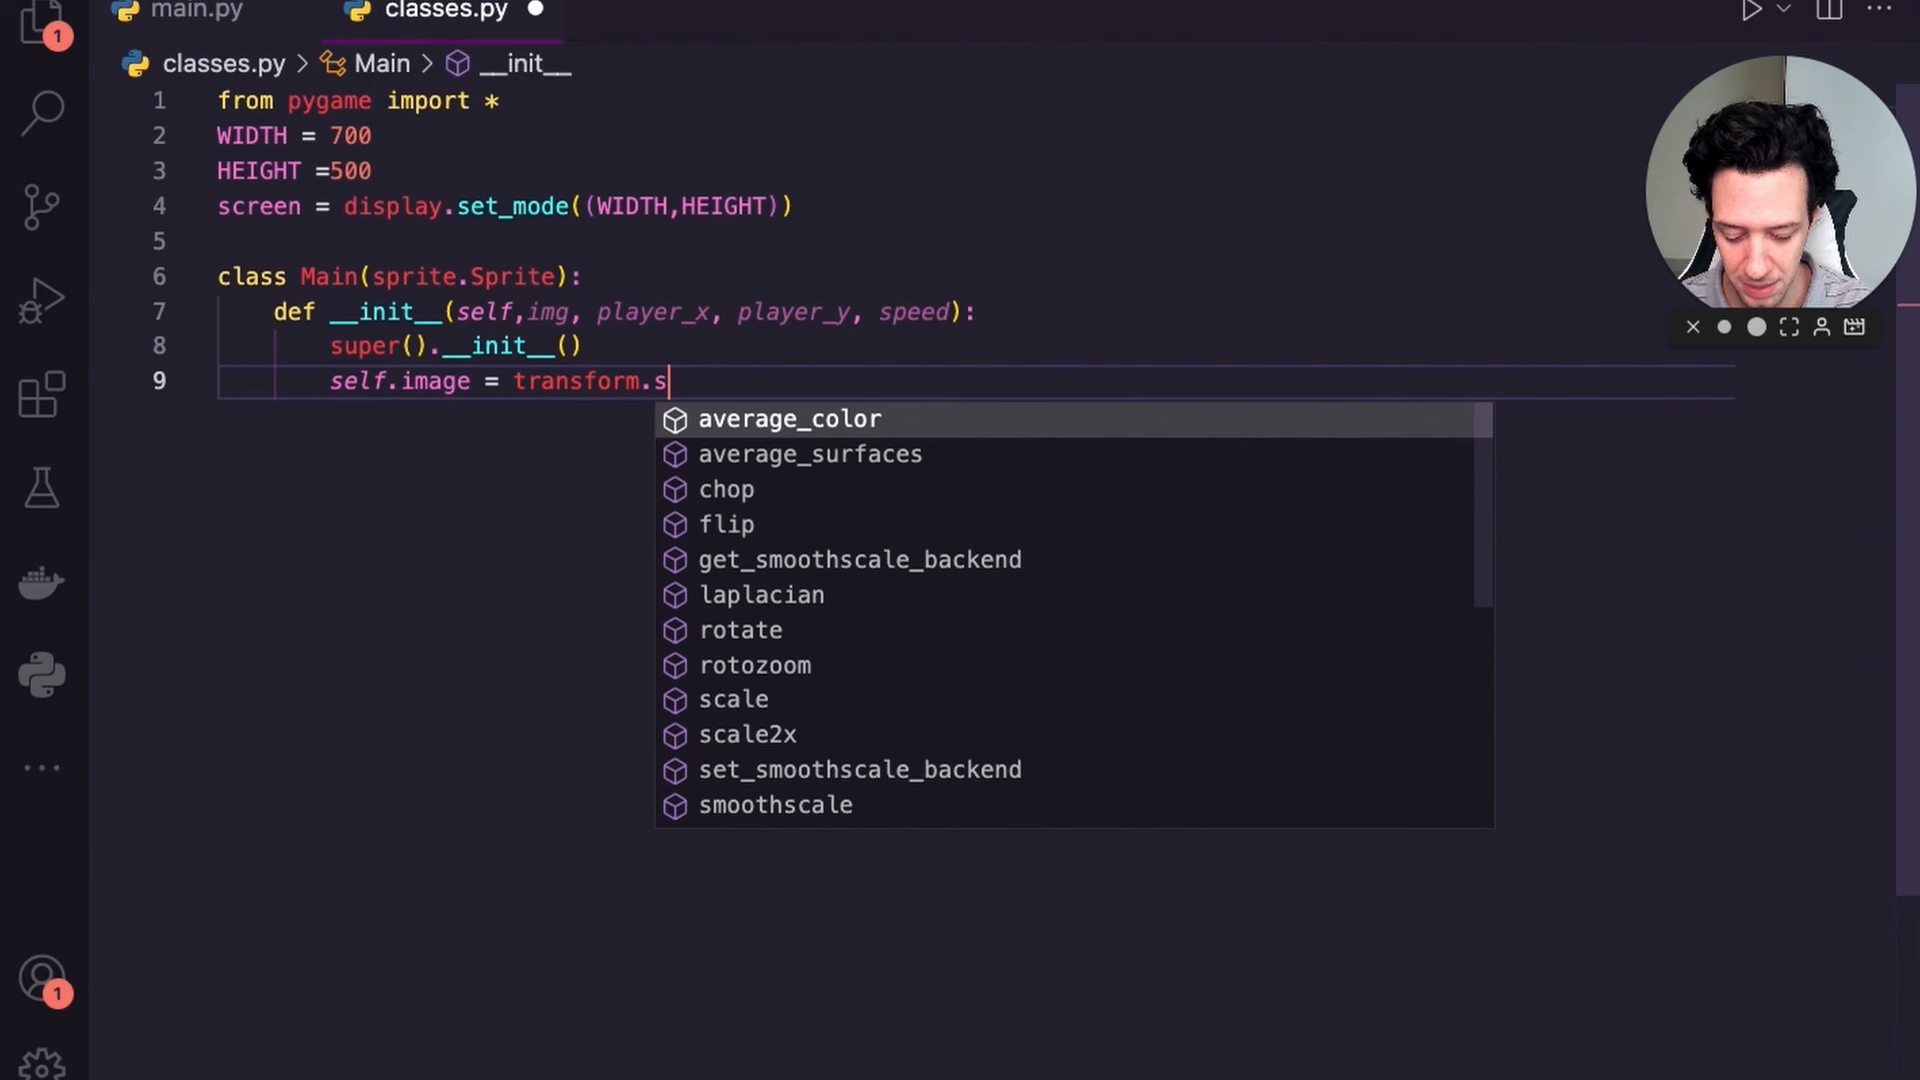 main.py
classes.py
classes.py > Main > __init__
1 from pygame import *
2 WIDTH = 700
3 HEIGHT =500
4 screen = display.set_mode((WIDTH,HEIGHT))
5
6 class Main(sprite.Sprite):
7 def __init__(self,img, player_x, player_y, speed):
8 super().__init__()
9 self.image = transform.s
average_color
average_surfaces
chop
flip
get_smoothscale_backend
laplacian
rotate
rotozoom
scale
scale2x
set_smoothscale_backend
smoothscale
1
1